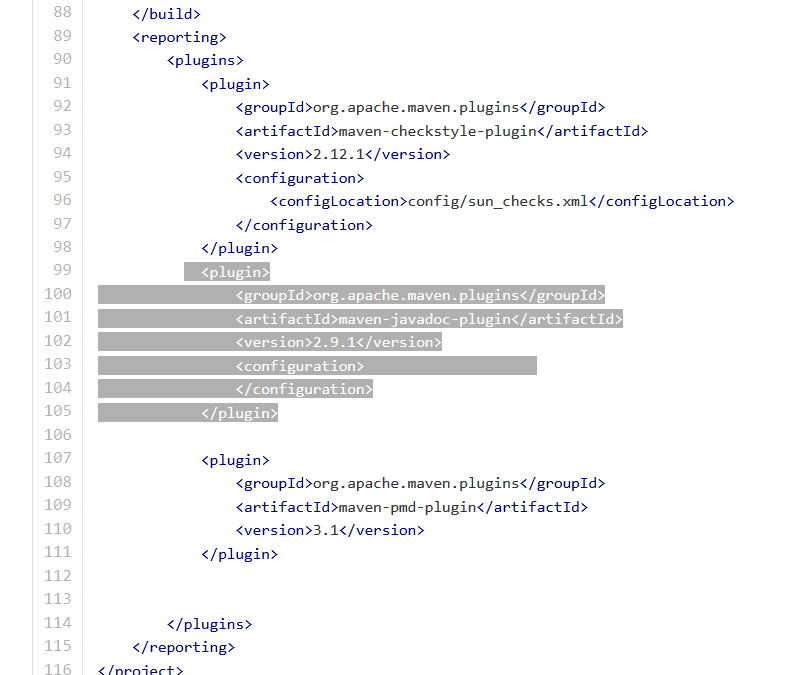 88 </build>
89 <reporting>
90 <plugins>
91 <plugin>
92 <groupId>org.apache.maven.plugins</groupId>
93 <artifactId>maven-checkstyle-plugin</artifactId>
94 <version>2.12.1</version>
95 <configuration>
96 <configLocation>config/sun_checks.xml</configLocation>
97 </configuration>
98 </plugin>
99 <plugin>
100 <groupId>org.apache.maven.plugins</groupId>
101 <artifactId>maven-javadoc-plugin</artifactId>
102 <version>2.9.1</version>
103 <configuration>
104 </configuration>
105 </plugin>
106
107 <plugin>
108 <groupId>org.apache.maven.plugins</groupId>
109 <artifactId>maven-pmd-plugin</artifactId>
110 <version>3.1</version>
111 </plugin>
112
113
114 </plugins>
115 </reporting>
116 </project>